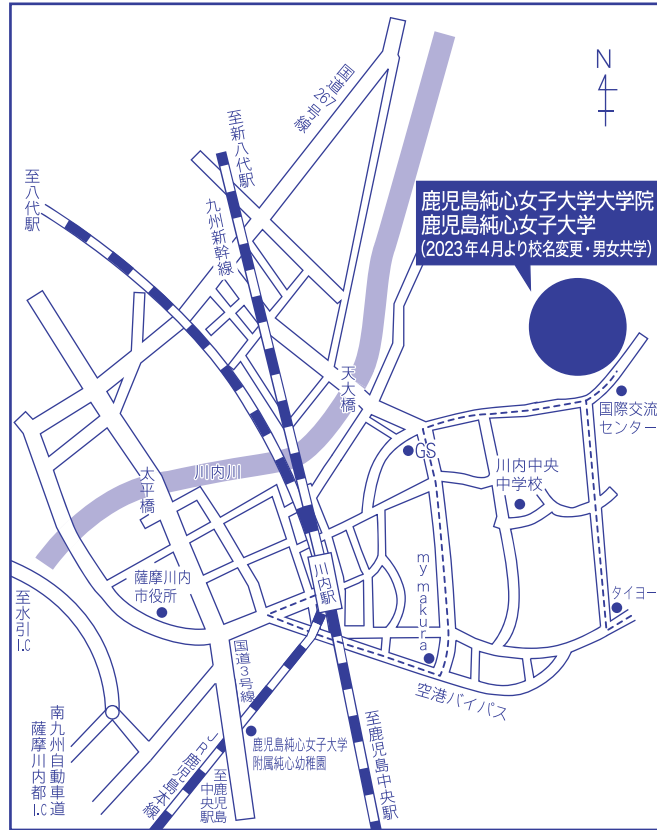 国道267号線
N
至新八代駅
至八代駅
九州新幹線
鹿児島純心女子大学大学院
鹿児島純心女子大学
(2023年4月より校名変更・男女共学)
天大橋
国際交流
センター
GS
川内中央
中学校
川内川
太平橋
川内駅
薩摩川内
市役所
my makura
タイヨー
至水引I.C
国道3号線
空港バイパス
南九州自動車道
薩摩川内都I.C
JR鹿児島本線
至鹿児島
中央駅
鹿児島純心女子大学
附属純心幼稚園
至鹿児島中央駅